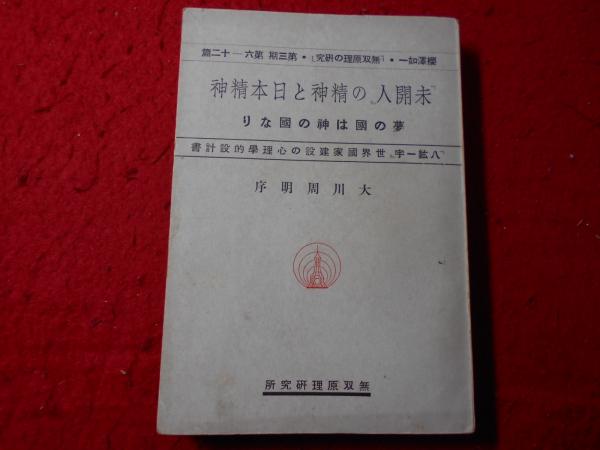 櫻澤如一・「無双原理の硏究」・第三期 第六—十二篇
「未開人」の精神と日本精神
夢の國は神の國なり
「八紘一宇」世界國家建設の心理學的設計書
大川周明序
無双原理硏究所